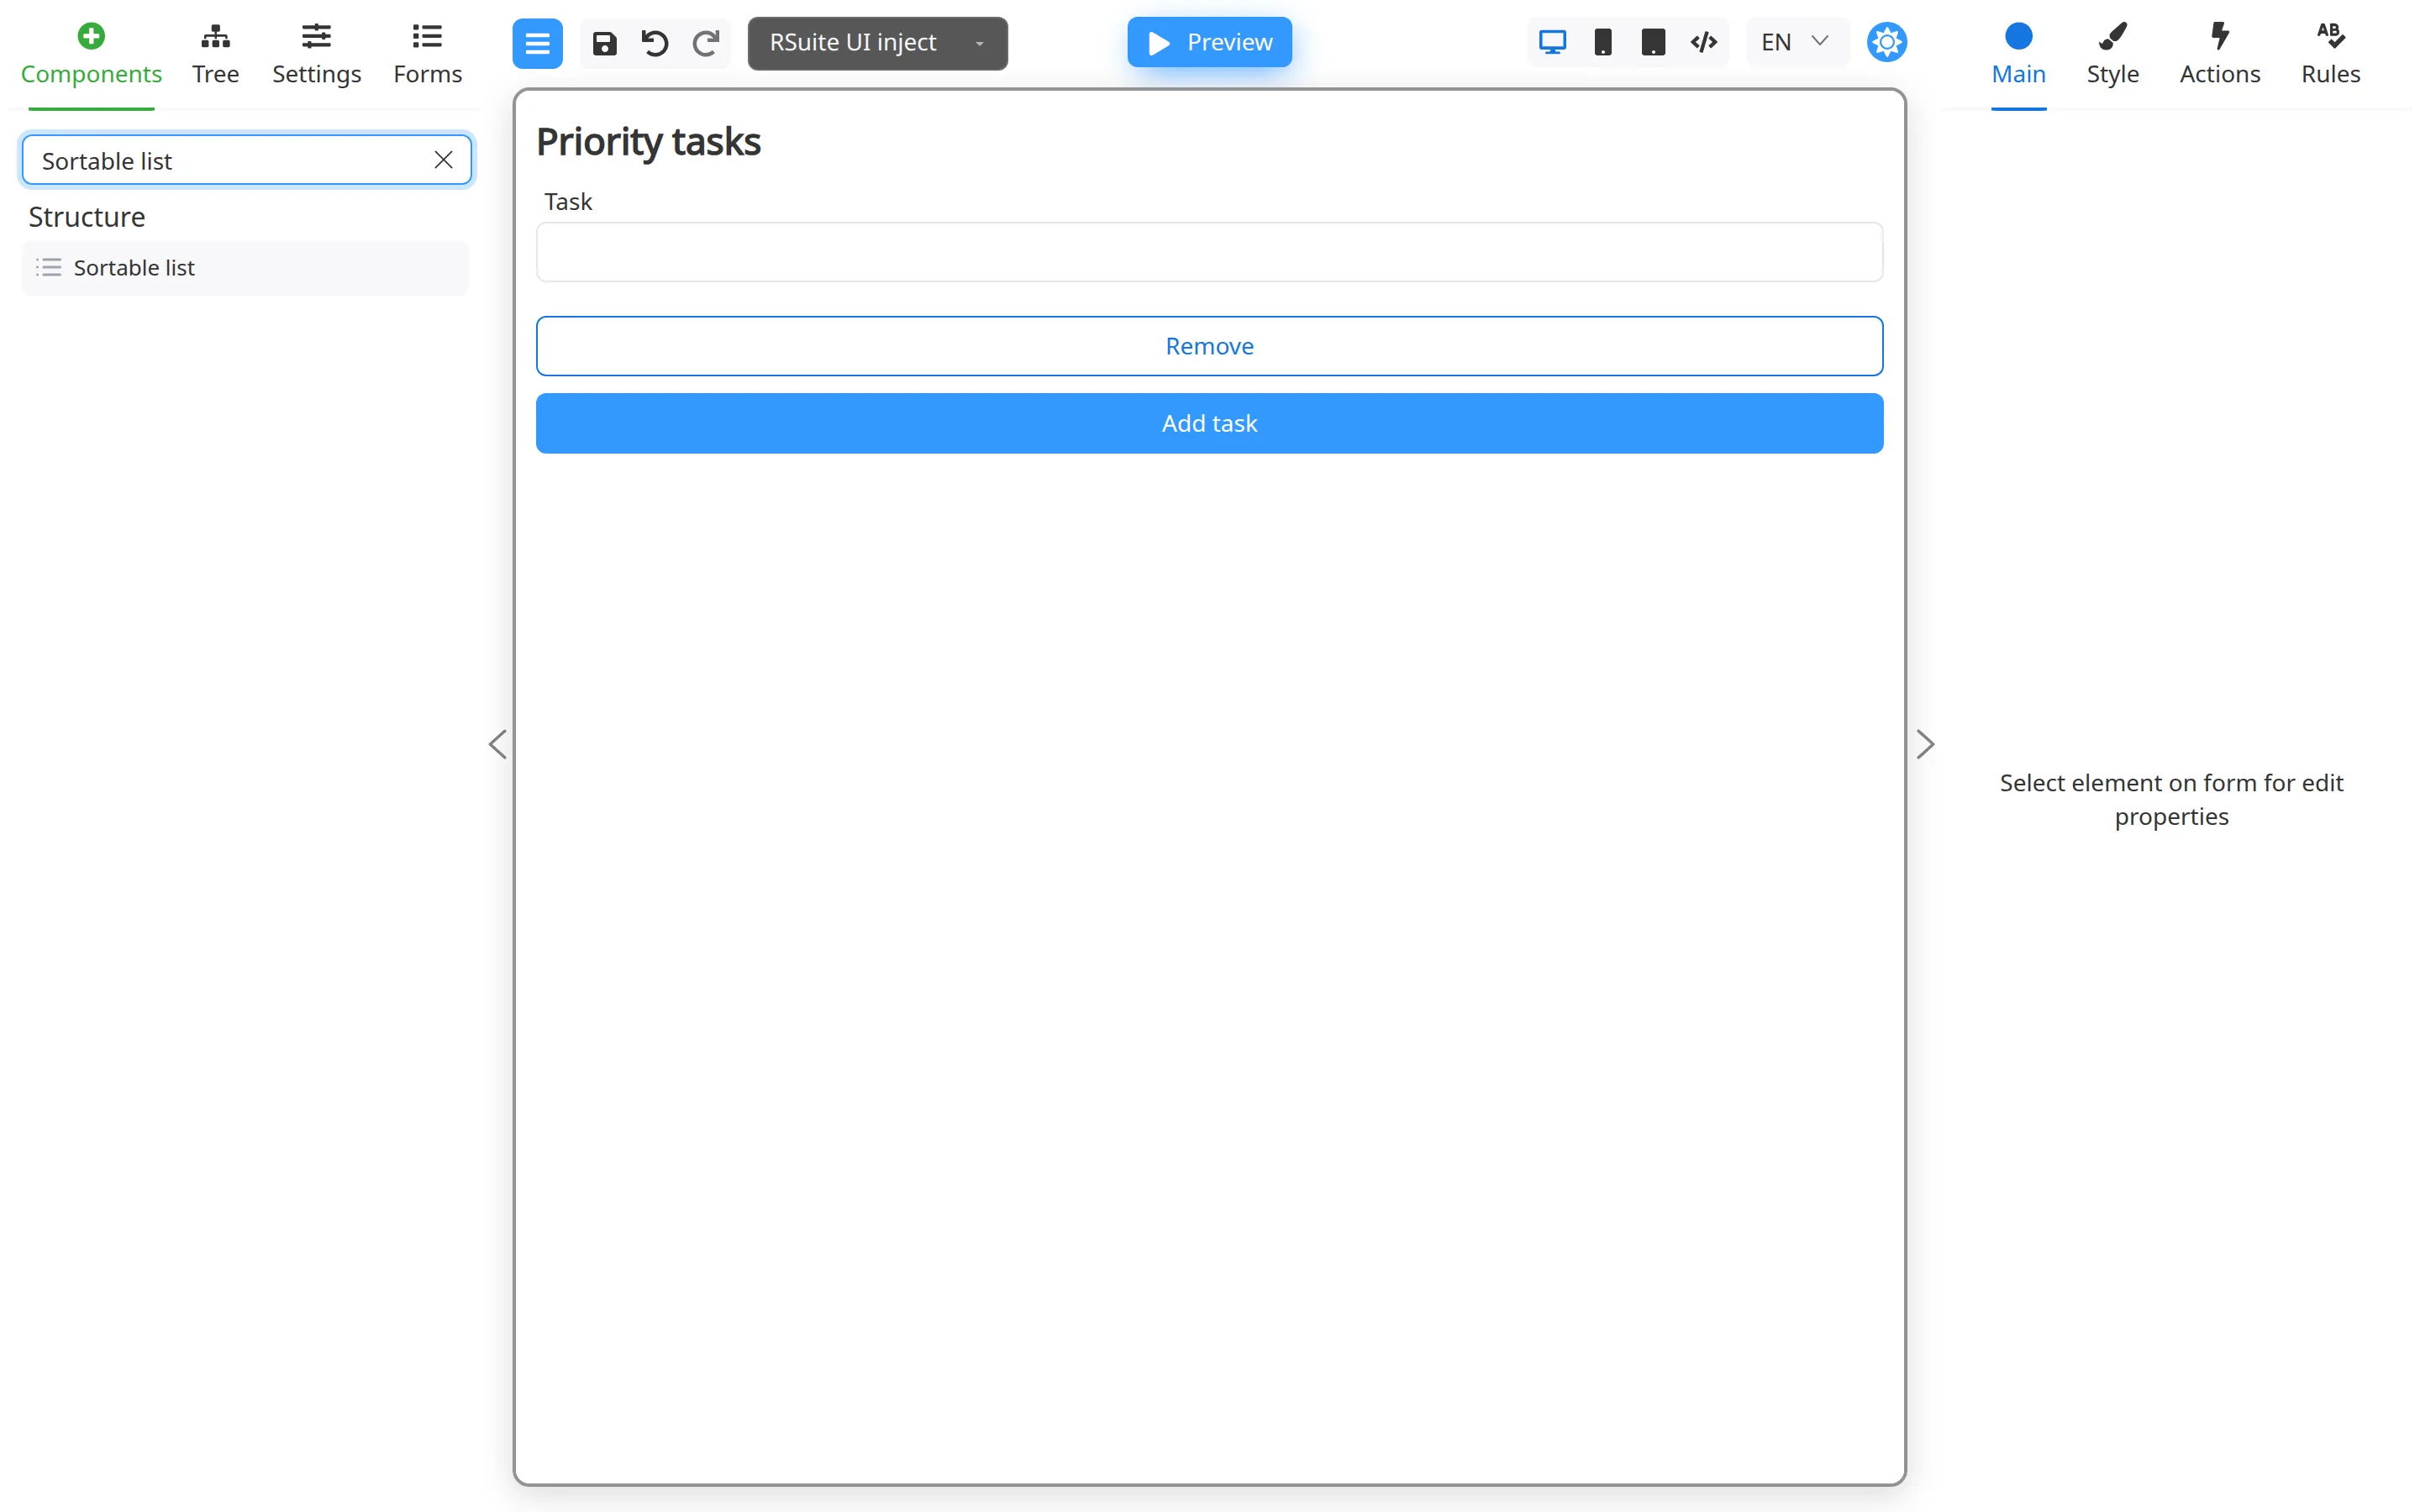 Components
Tree
Settings
Forms
RSuite UI inject
Preview
EN
Main
Style
AB
Actions
Rules
Sortable list
Structure
Sortable list
Priority tasks
Task
Remove
Add task
Select element on form for edit
properties